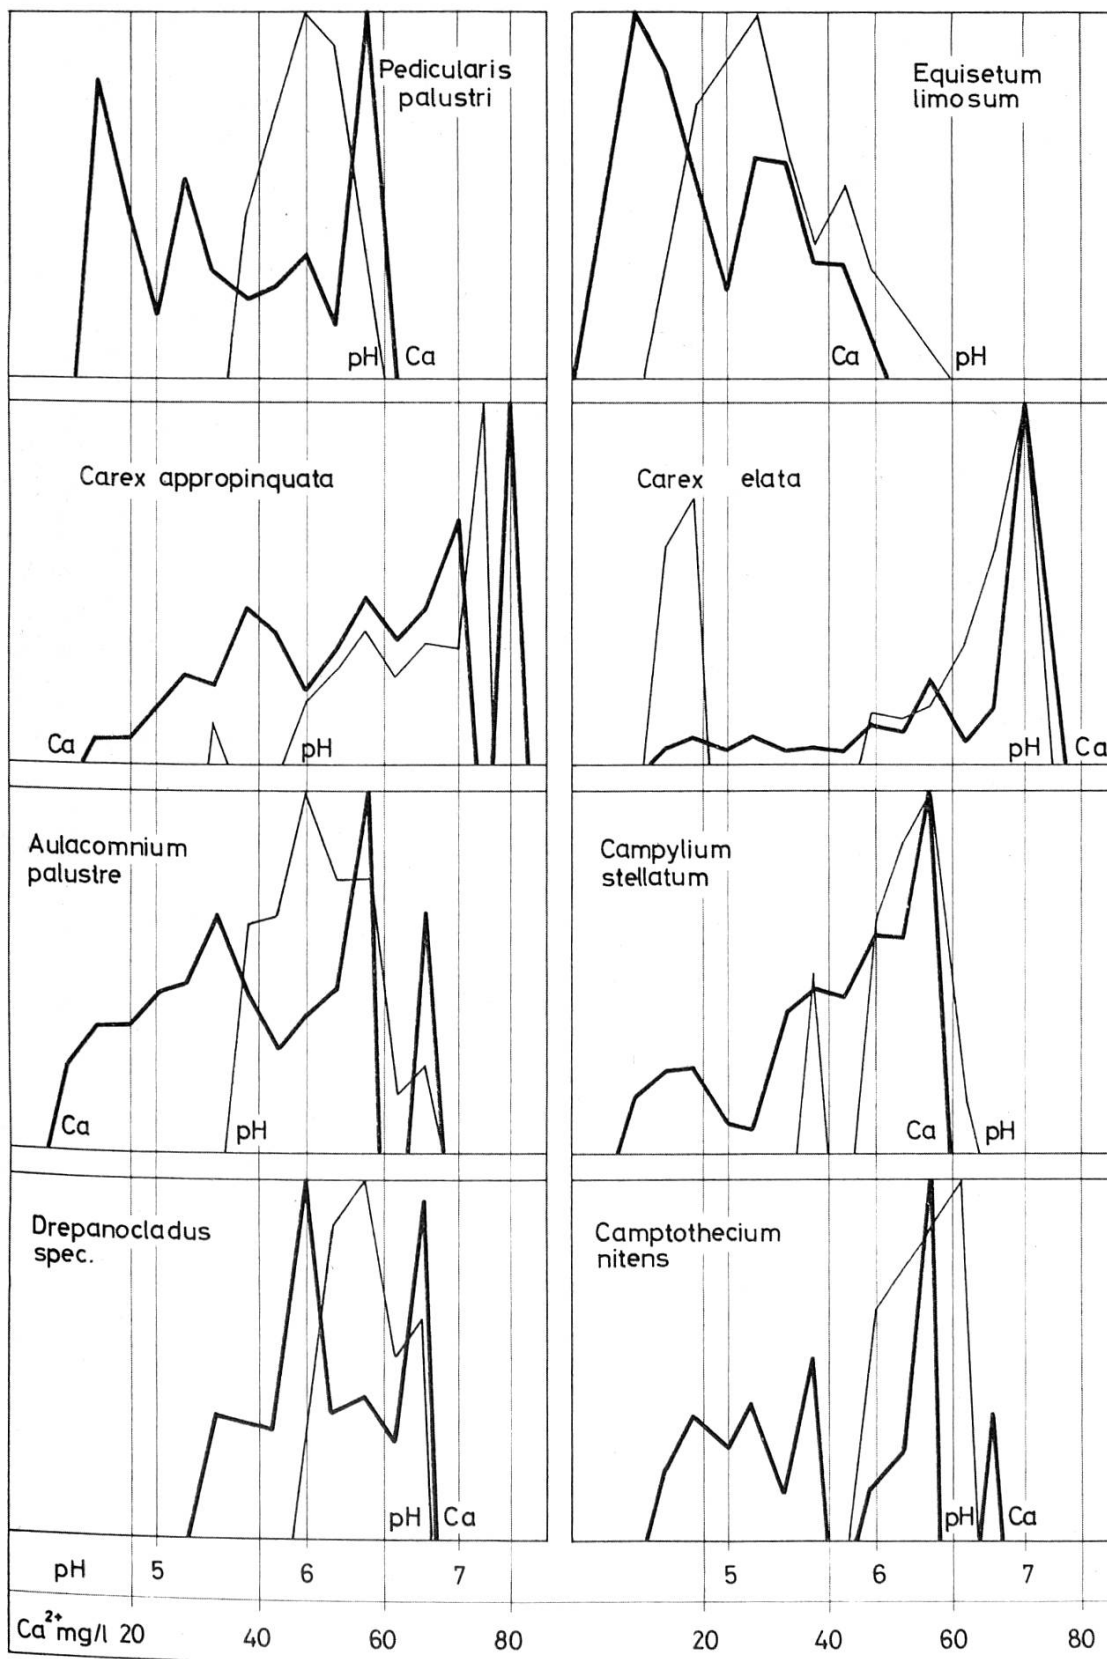 Pedicularis
palustri
pH Ca
Equisetum
limosum
Ca pH
Carex appropinquata
Ca pH
Carex elata
pH Ca
Aulacomnium
palustre
Ca pH
Campylium
stellatum
Ca pH
Drepanocladus
spec.
pH Ca
Camptothecium
nitens
pH Ca
pH 5 6 7 5 6 7
Ca²⁺mg/l 20 40 60 80 20 40 60 80